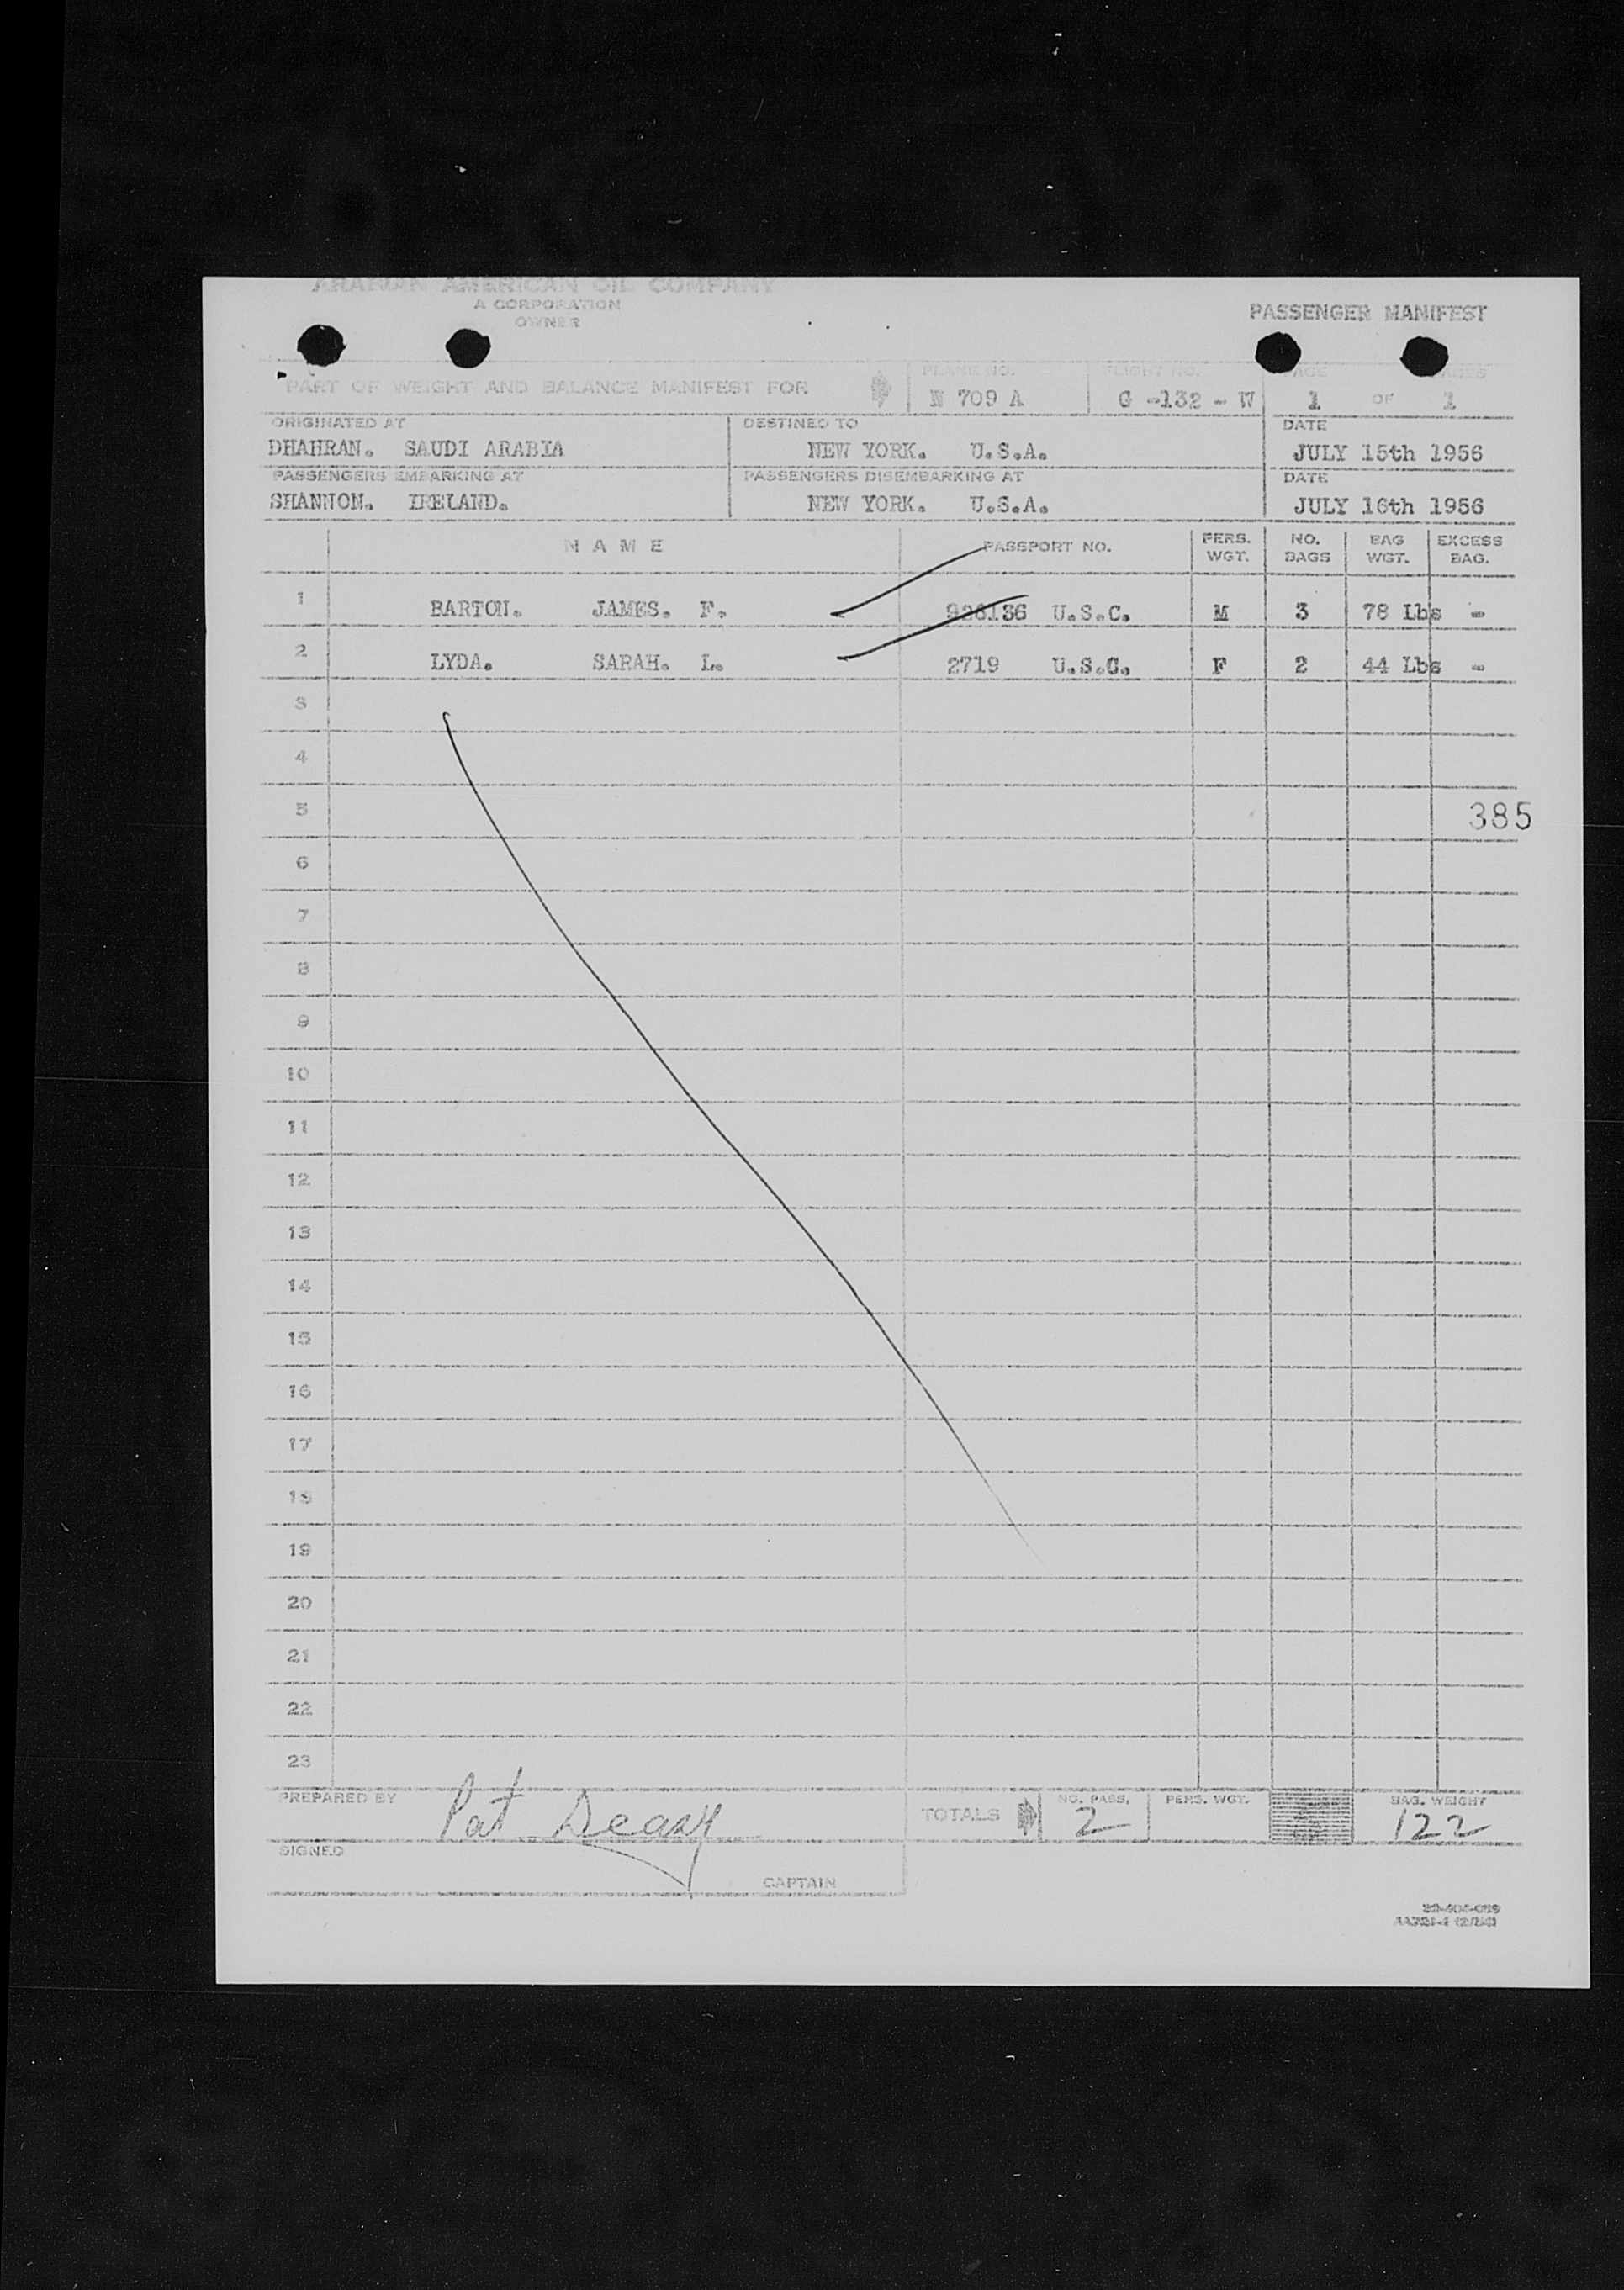 ARABIAN AMERICAN OIL COMPANY
A CORPORATION
OWNER
PASSENGER MANIFEST
PART OF WEIGHT AND BALANCE MANIFEST FOR
PLANE NO.
N 709 A
FLIGHT NO.
G -132 - W
PAGE 1 OF 1 PAGES
ORIGINATED AT
DHAHRAN. SAUDI ARABIA
DESTINED TO
NEW YORK. U.S.A.
DATE
JULY 15th 1956
PASSENGERS EMBARKING AT
SHANNON. IRELAND.
PASSENGERS DISEMBARKING AT
NEW YORK. U.S.A.
DATE
JULY 16th 1956
NAME PASSPORT NO. PERS. WGT. NO. BAGS BAG WGT. EXCESS BAG.
1 BARTON. JAMES. F. 926136 U.S.C. M 3 78 Lbs -
2 LYDA. SARAH. L. 2719 U.S.C. F 2 44 Lbs -
3
4
5 385
6
7
8
9
10
11
12
13
14
15
16
17
18
19
20
21
22
23
PREPARED BY Pat Deasy
TOTALS NO. PASS. 2 PERS. WGT. BAG. WEIGHT 122
SIGNED
CAPTAIN